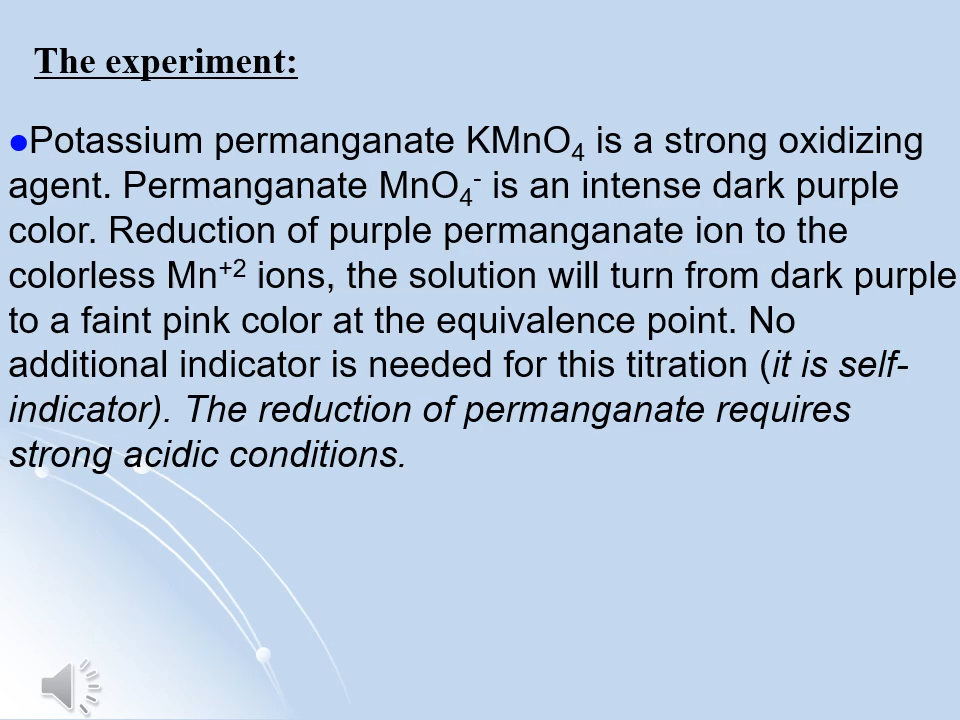 The experiment:
●Potassium permanganate KMnO₄ is a strong oxidizing
agent. Permanganate MnO₄⁻ is an intense dark purple
color. Reduction of purple permanganate ion to the
colorless Mn⁺² ions, the solution will turn from dark purple
to a faint pink color at the equivalence point. No
additional indicator is needed for this titration (it is self-
indicator). The reduction of permanganate requires
strong acidic conditions.